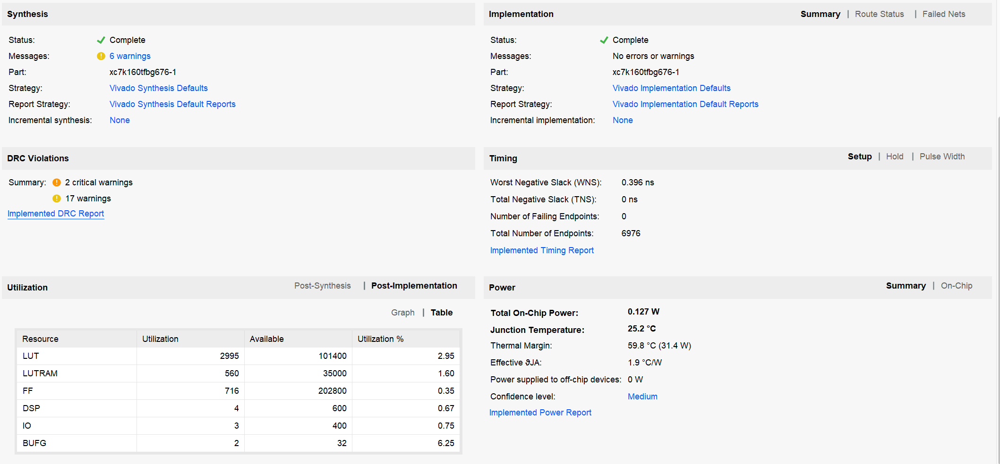 Synthesis
Status: Complete
Messages: 6 warnings
Part: xc7k160tfbg676-1
Strategy: Vivado Synthesis Defaults
Report Strategy: Vivado Synthesis Default Reports
Incremental synthesis: None
Implementation
Summary | Route Status | Failed Nets
Status: Complete
Messages: No errors or warnings
Part: xc7k160tfbg676-1
Strategy: Vivado Implementation Defaults
Report Strategy: Vivado Implementation Default Reports
Incremental implementation: None
DRC Violations
Summary: 2 critical warnings
17 warnings
Implemented DRC Report
Timing
Setup | Hold | Pulse Width
Worst Negative Slack (WNS): 0.396 ns
Total Negative Slack (TNS): 0 ns
Number of Failing Endpoints: 0
Total Number of Endpoints: 6976
Implemented Timing Report
Utilization
Post-Synthesis | Post-Implementation
Graph | Table
Resource Utilization Available Utilization %
LUT 2995 101400 2.95
LUTRAM 560 35000 1.60
FF 716 202800 0.35
DSP 4 600 0.67
IO 3 400 0.75
BUFG 2 32 6.25
Power
Summary | On-Chip
Total On-Chip Power: 0.127 W
Junction Temperature: 25.2 °C
Thermal Margin: 59.8 °C (31.4 W)
Effective ϑJA: 1.9 °C/W
Power supplied to off-chip devices: 0 W
Confidence level: Medium
Implemented Power Report